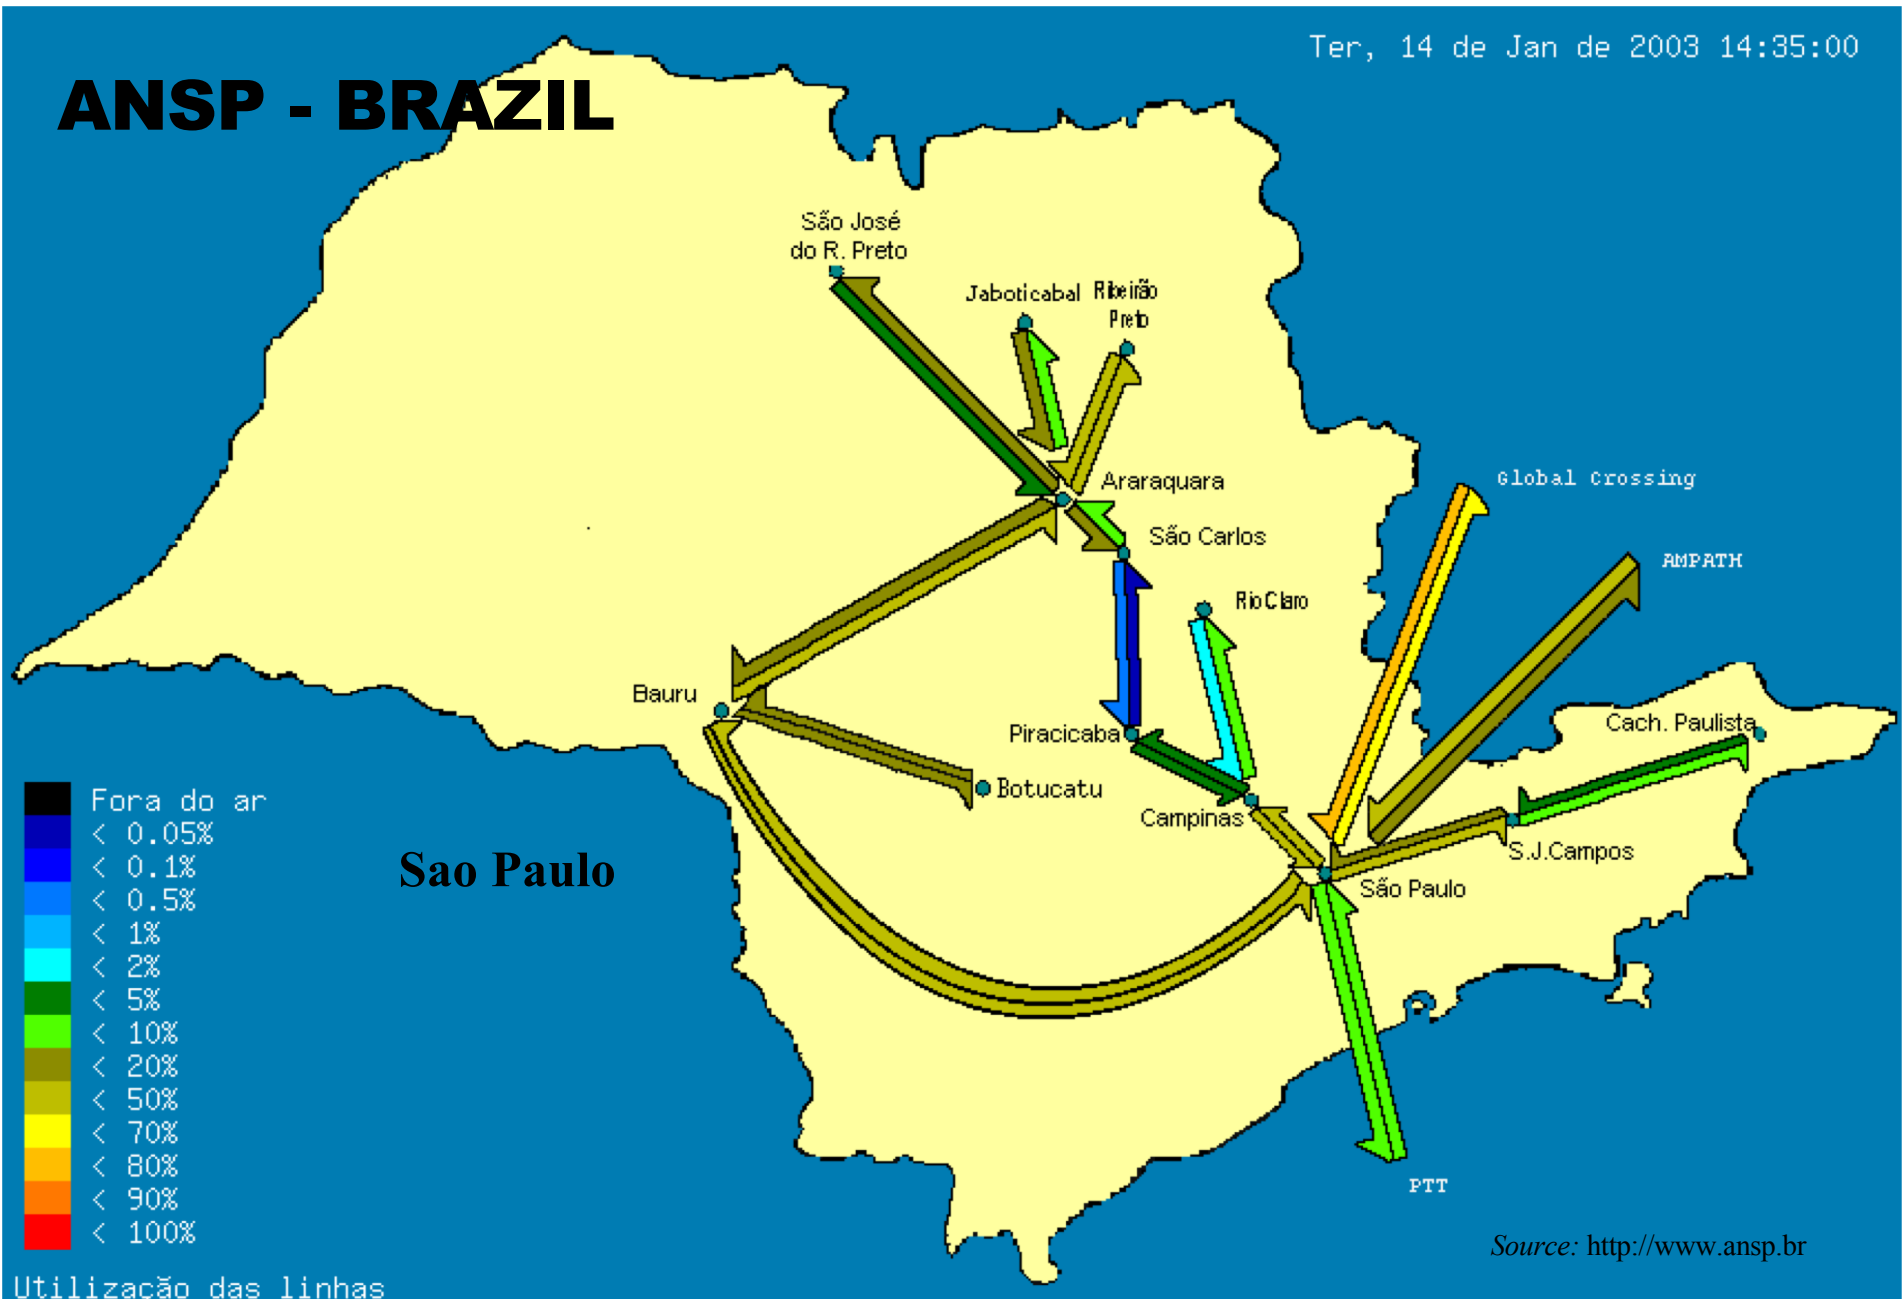 Ter, 14 de Jan de 2003 14:35:00
ANSP - BRAZIL
São José
do R. Preto
Jaboticabal
Ribeirão
Preto
Araraquara
Global Crossing
São Carlos
AMPATH
Rio Claro
Bauru
Cach. Paulista
Piracicaba
Botucatu
Campinas
S.J.Campos
São Paulo
Sao Paulo
Fora do ar
< 0.05%
< 0.1%
< 0.5%
< 1%
< 2%
< 5%
< 10%
< 20%
< 50%
< 70%
< 80%
< 90%
< 100%
PTT
Source: http://www.ansp.br
Utilização das linhas